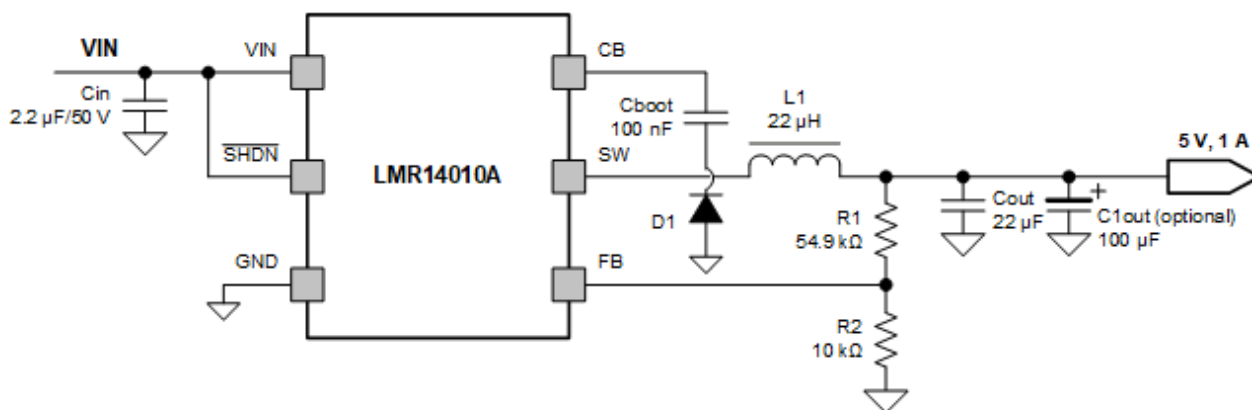 VIN
Cin
2.2 µF/50 V
VIN
SHDN
GND
LMR14010A
CB
SW
FB
Cboot
100 nF
D1
L1
22 µH
R1
54.9 kΩ
R2
10 kΩ
Cout
22 µF
+
C1out (optional)
100 µF
5 V, 1 A